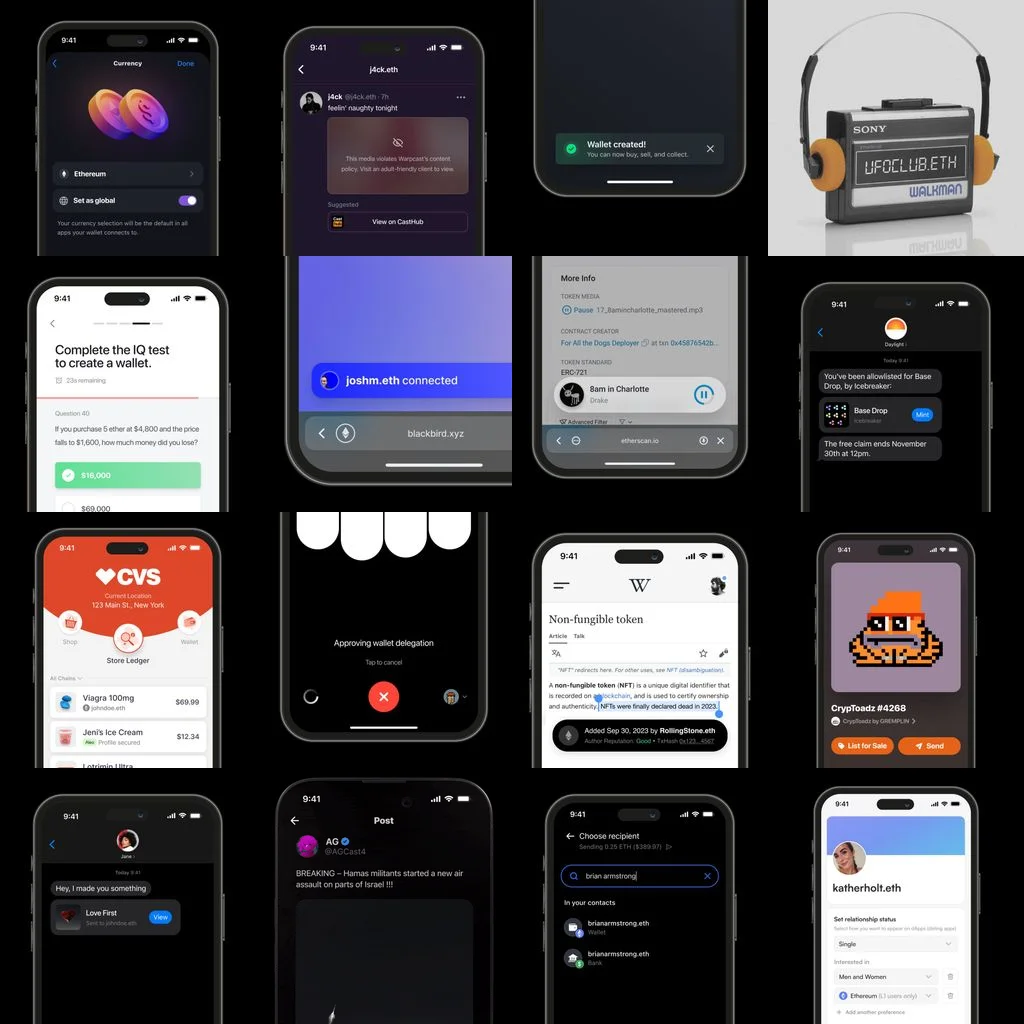 9:41
Currency
Done
Ethereum
Set as global
Your currency selection will be the default in all
apps your wallet connects to.
9:41
j4ck.eth
j4ck @j4ck.eth · 7h
feelin' naughty tonight
This media violates Warpcast's content
policy. Visit an adult-friendly client to view.
Suggested
Cast
View on CastHub
Wallet created!
You can now buy, sell, and collect.
SONY
UFOCLUB.ETH
WALKMAN
9:41
Complete the IQ test
to create a wallet.
23s remaining
Question 40
If you purchase 5 ether at $4,800 and the price
falls to $1,600, how much money did you lose?
$16,000
$69,000
joshm.eth connected
blackbird.xyz
More Info
TOKEN MEDIA
Pause 17_8amincharlotte_mastered.mp3
CONTRACT CREATOR
For All the Dogs Deployer at txn 0x45876542b...
TOKEN STANDARD
ERC-721
8am in Charlotte
Drake
Advanced Filter
etherscan.io
9:41
Daylight
Today 9:41
You've been allowlisted for Base
Drop, by Icebreaker:
Base Drop
Icebreaker
Mint
The free claim ends November
30th at 12pm.
9:41
CVS
Current Location
123 Main St., New York
Shop
Wallet
Store Ledger
All Chains
Viagra 100mg
johndoe.eth
$69.99
Jeni's Ice Cream
Aleo Profile secured
$12.34
Lotrimin Ultra
Approving wallet delegation
Tap to cancel
9:41
W
Non-fungible token
Article Talk
"NFT" redirects here. For other uses, see NFT (disambiguation).
A non-fungible token (NFT) is a unique digital identifier that
is recorded on a blockchain, and is used to certify ownership
and authenticity. NFTs were finally declared dead in 2023.
Added Sep 30, 2023 by RollingStone.eth
Author Reputation: Good • TxHash 0x123...4567
9:41
CrypToadz #4268
CrypToadz by GREMPLIN
List for Sale
Send
9:41
Jane
Today 9:41
Hey, I made you something
Love First
Sent to johndoe.eth
View
9:41
Post
AG
@AGCast4
BREAKING – Hamas militants started a new air
assault on parts of Israel !!!
9:41
Choose recipient
Sending 0.25 ETH ($389.97)
brian armstrong
In your contacts
brianarmstrong.eth
Wallet
brianarmstrong.eth
Bank
9:41
katherholt.eth
Set relationship status
Select how you want to appear on dApps (dating apps)
Single
Interested in
Men and Women
Ethereum (L1 users only)
Add another preference